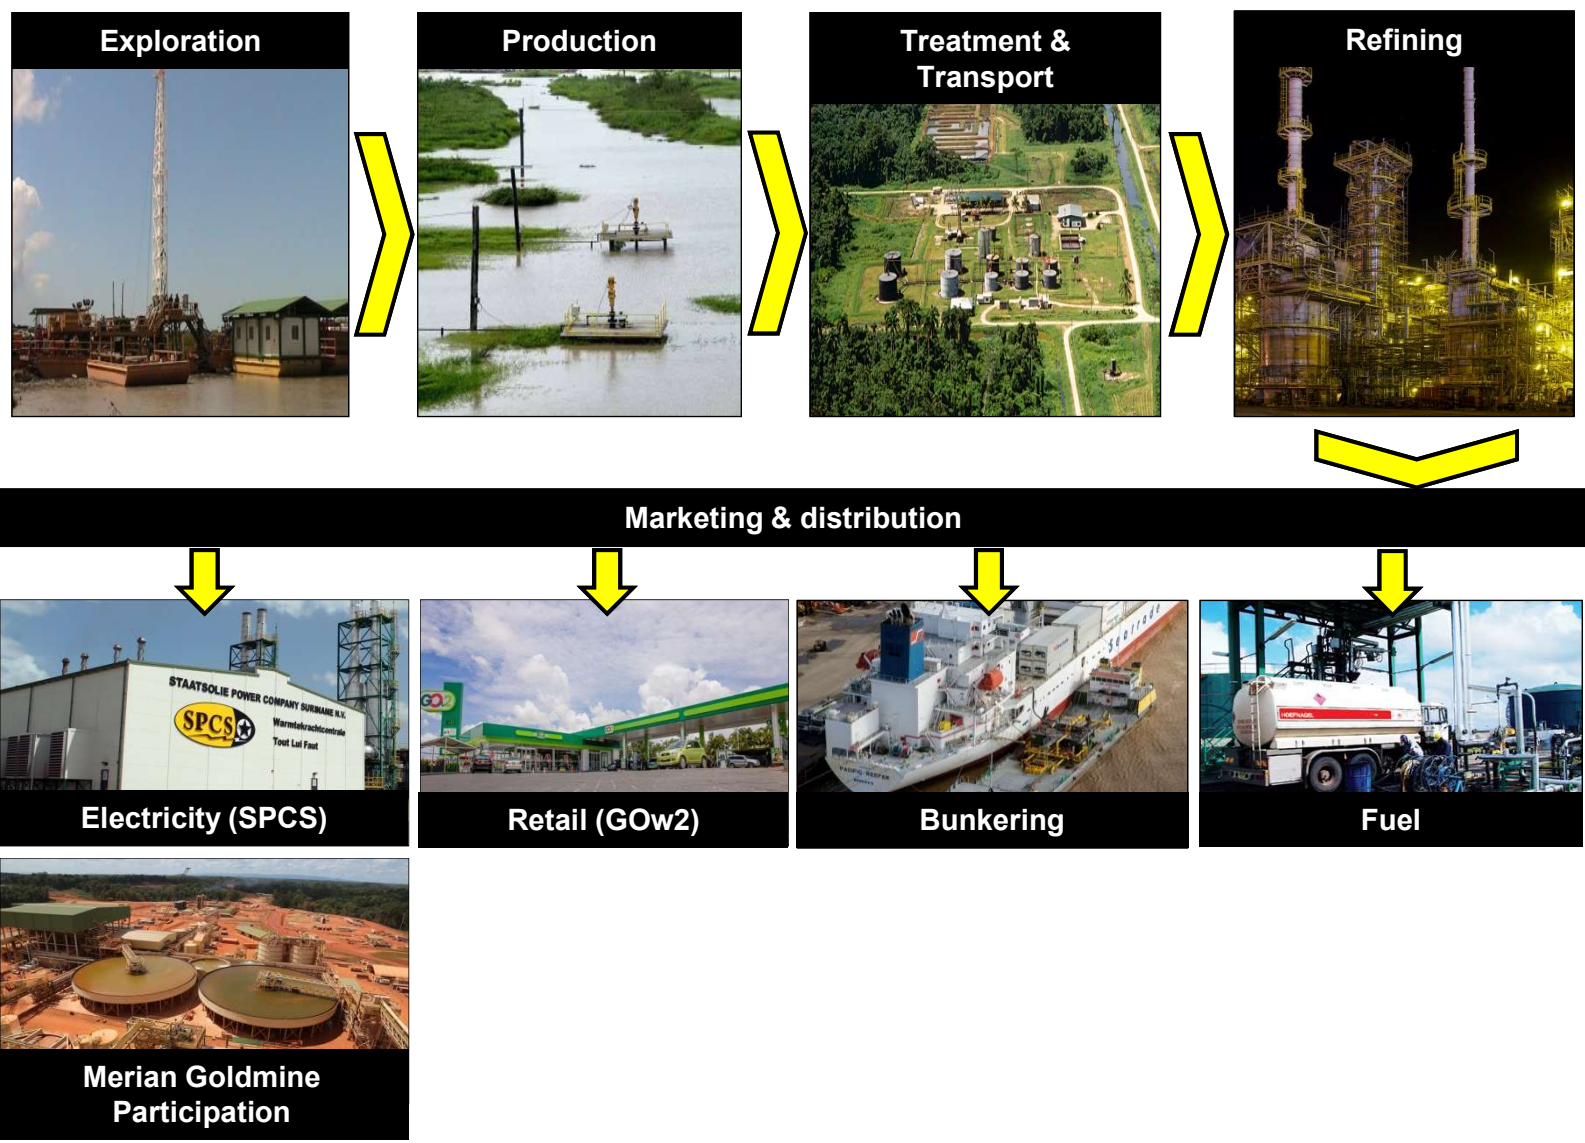 Exploration
Production
Treatment &
Transport
Refining
Marketing & distribution
STAATSOLIE POWER COMPANY SURINAME N.V.
SPCS
Warmtekrachtcentrale
Tout Lui Faut
GO2
Seatrade
PACIFIC REEFER
HOEFNAGEL
Electricity (SPCS)
Retail (GOw2)
Bunkering
Fuel
Merian Goldmine
Participation